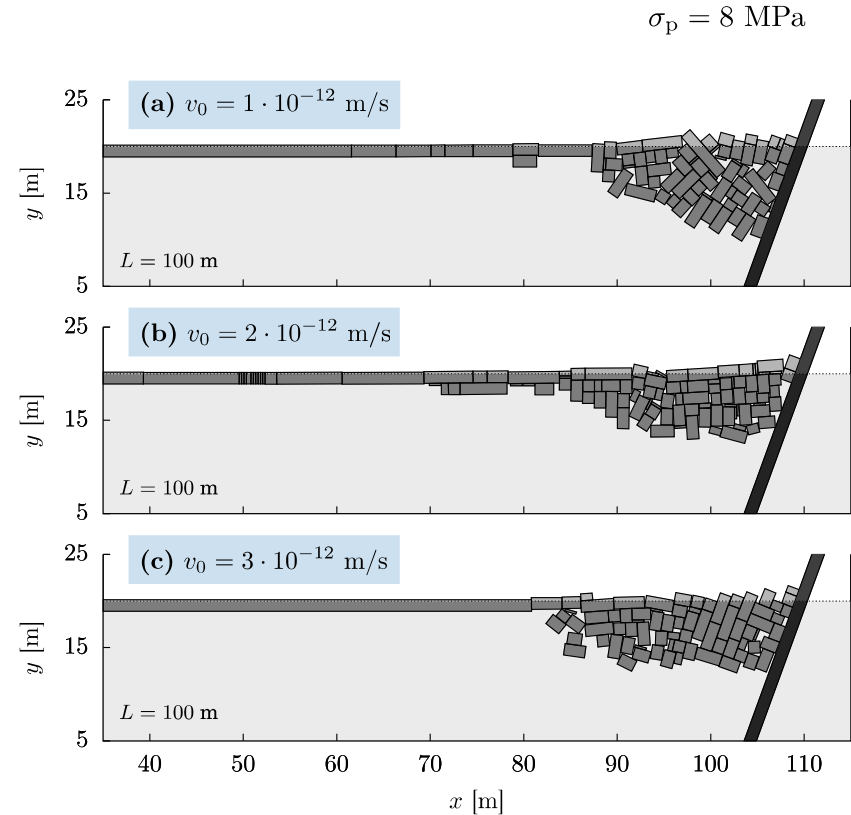 σp = 8 MPa
(a) v0 = 1 · 10−12 m/s
25
15
5
y [m]
L = 100 m
(b) v0 = 2 · 10−12 m/s
25
15
5
y [m]
L = 100 m
(c) v0 = 3 · 10−12 m/s
25
15
5
y [m]
L = 100 m
40 50 60 70 80 90 100 110
x [m]